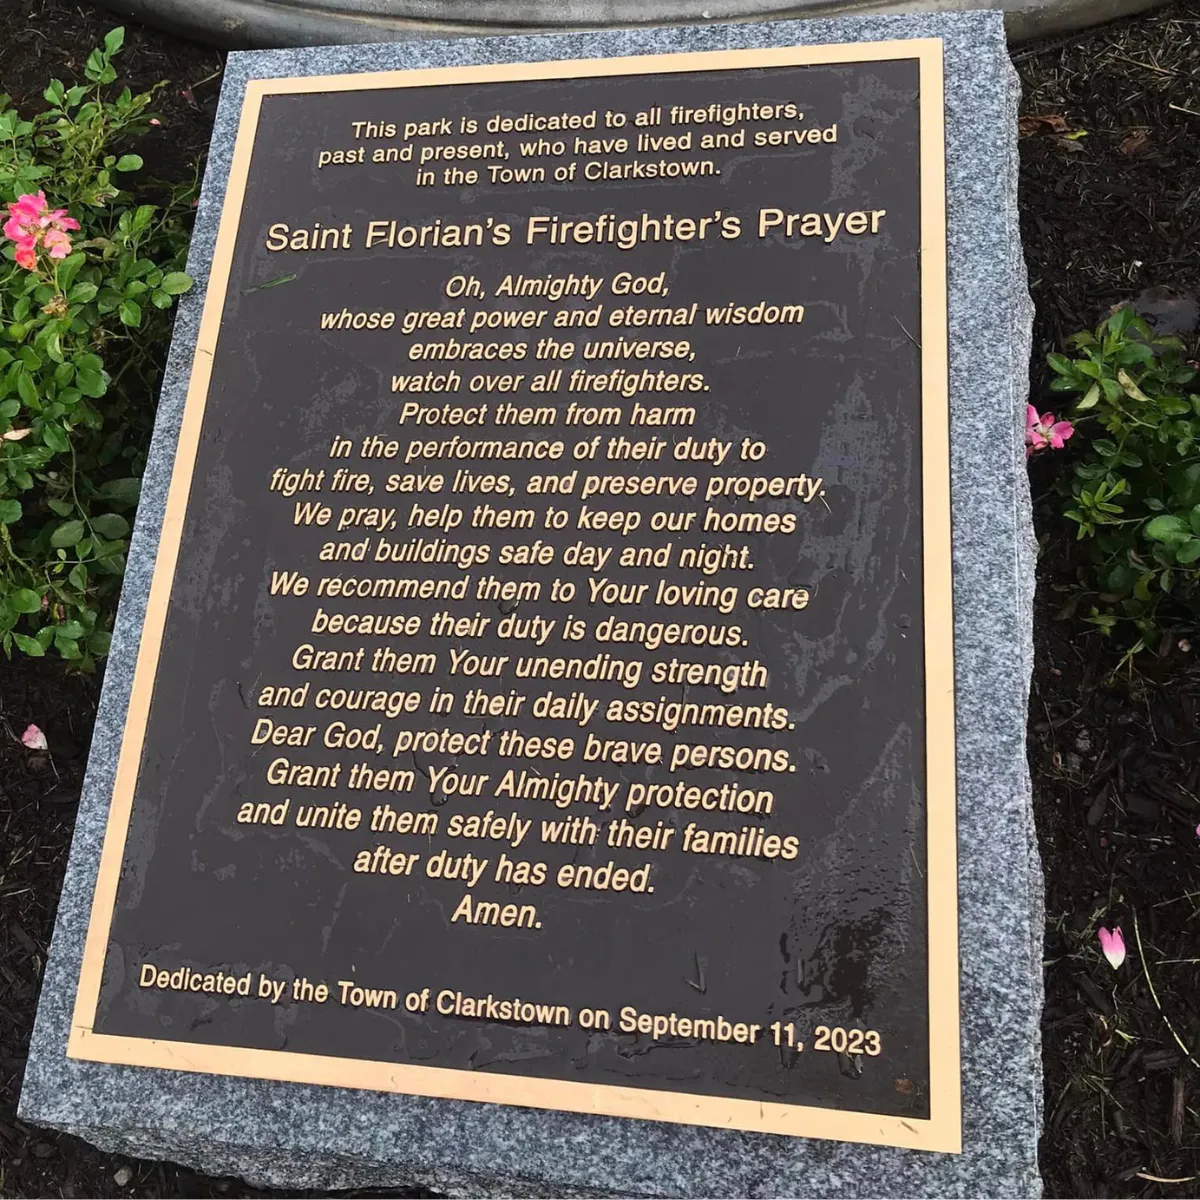 This park is dedicated to all firefighters,
past and present, who have lived and served
in the Town of Clarkstown.
Saint Florian's Firefighter's Prayer
Oh, Almighty God,
whose great power and eternal wisdom
embraces the universe,
watch over all firefighters.
Protect them from harm
in the performance of their duty to
fight fire, save lives, and preserve property.
We pray, help them to keep our homes
and buildings safe day and night.
We recommend them to Your loving care
because their duty is dangerous.
Grant them Your unending strength
and courage in their daily assignments.
Dear God, protect these brave persons.
Grant them Your Almighty protection
and unite them safely with their families
after duty has ended.
Amen.
Dedicated by the Town of Clarkstown on September 11, 2023